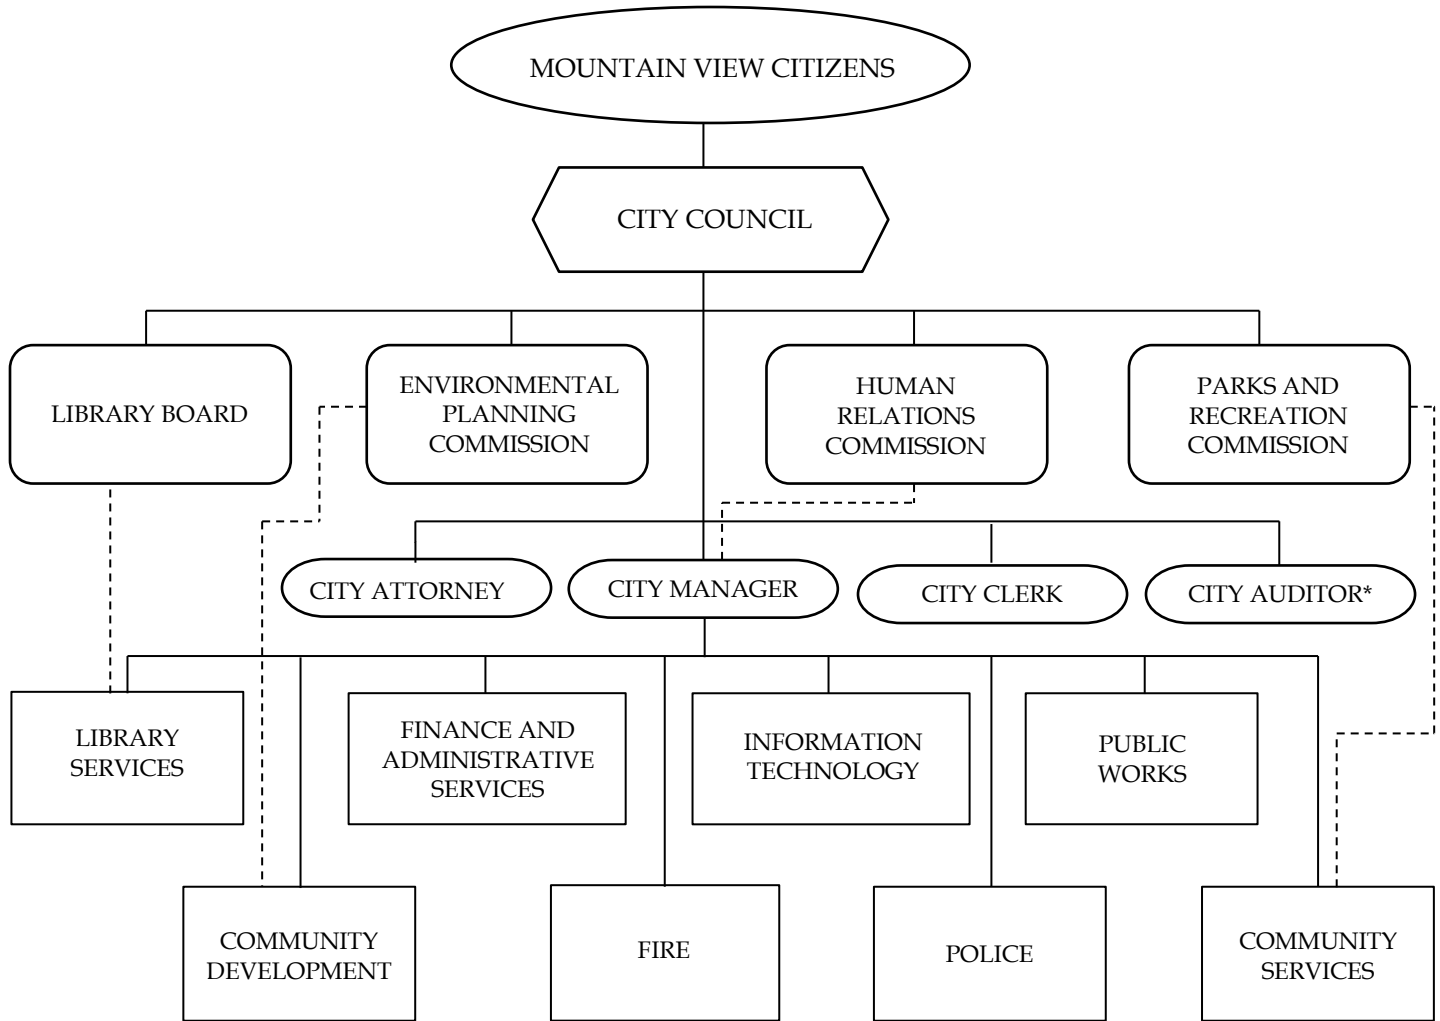 MOUNTAIN VIEW CITIZENS
CITY COUNCIL
LIBRARY BOARD
ENVIRONMENTAL
PLANNING
COMMISSION
HUMAN
RELATIONS
COMMISSION
PARKS AND
RECREATION
COMMISSION
CITY ATTORNEY
CITY MANAGER
CITY CLERK
CITY AUDITOR*
LIBRARY
SERVICES
FINANCE AND
ADMINISTRATIVE
SERVICES
INFORMATION
TECHNOLOGY
PUBLIC
WORKS
COMMUNITY
DEVELOPMENT
FIRE
POLICE
COMMUNITY
SERVICES